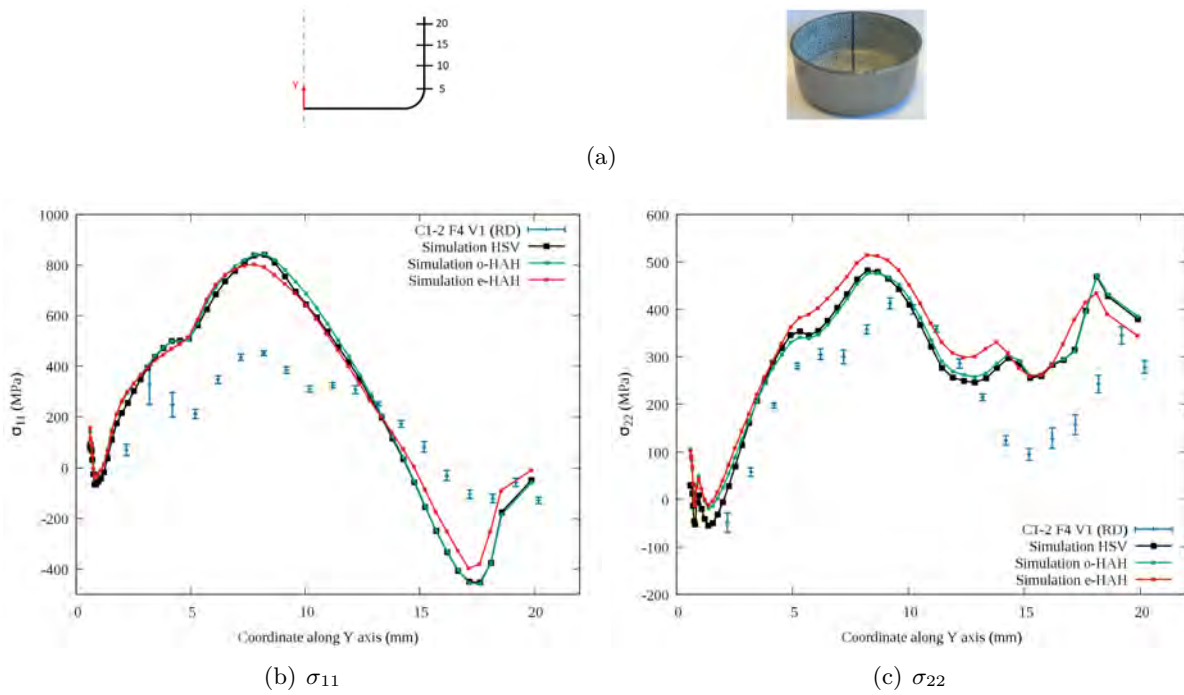 20
15
10
5
Y
(a)
1000
800
600
400
200
0
-200
-400
0
5
10
15
20
σ11 (MPa)
Coordinate along Y axis (mm)
C1-2 F4 V1 (RD)
Simulation HSV
Simulation o-HAH
Simulation e-HAH
(b) σ11
600
500
400
300
200
100
0
-100
-200
0
5
10
15
20
σ22 (MPa)
Coordinate along Y axis (mm)
C1-2 F4 V1 (RD)
Simulation HSV
Simulation o-HAH
Simulation e-HAH
(c) σ22